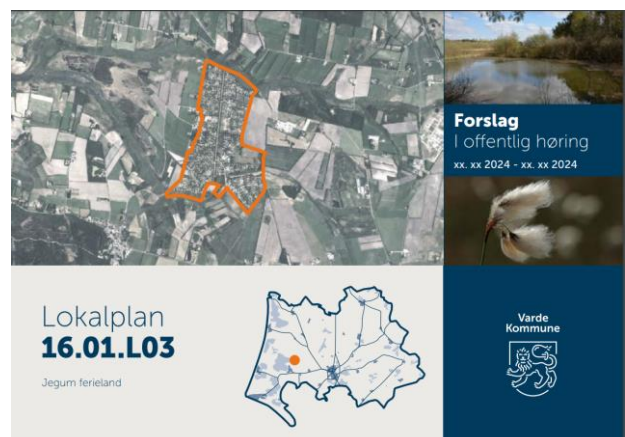 Forslag
I offentlig høring
xx. xx 2024 - xx. xx 2024
Lokalplan
16.01.L03
Jegum ferieland
Varde
Kommune